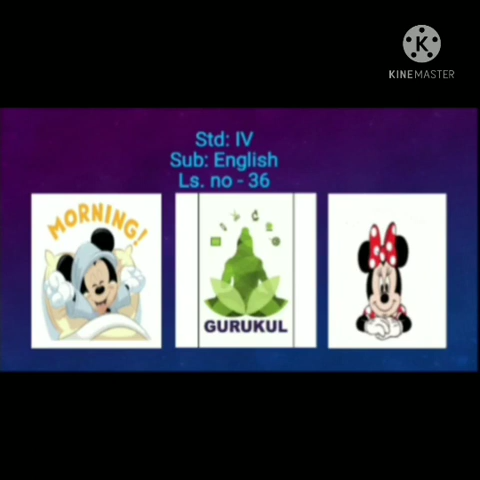 KINEMASTER
Std: IV
Sub: English
Ls. no - 36
MORNING!
GURUKUL